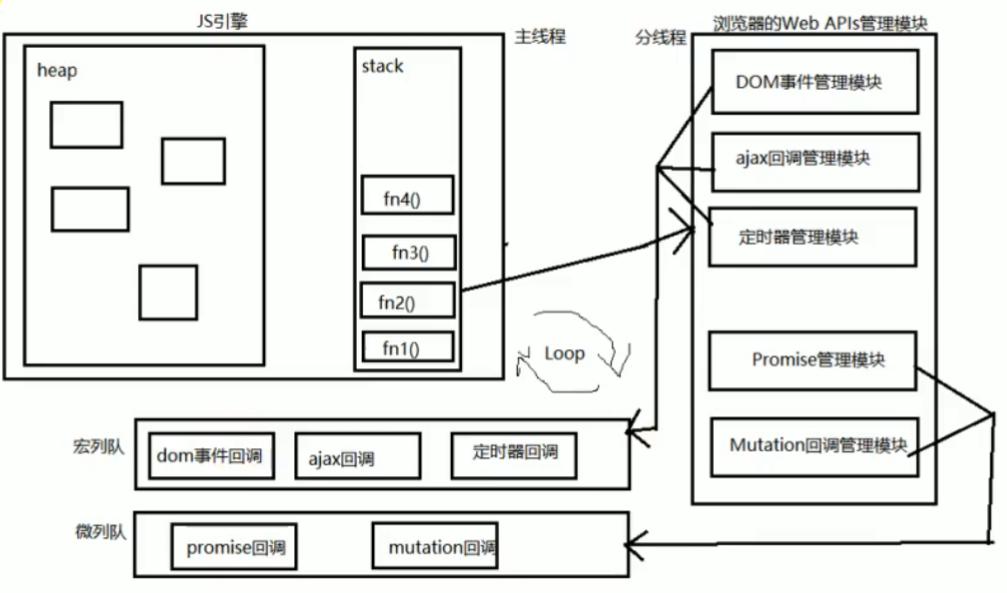 JS引擎
浏览器的Web APIs管理模块
主线程
分线程
heap
stack
fn4()
fn3()
fn2()
fn1()
DOM事件管理模块
ajax回调管理模块
定时器管理模块
Promise管理模块
Mutation回调管理模块
Loop
宏列队
dom事件回调
ajax回调
定时器回调
微列队
promise回调
mutation回调